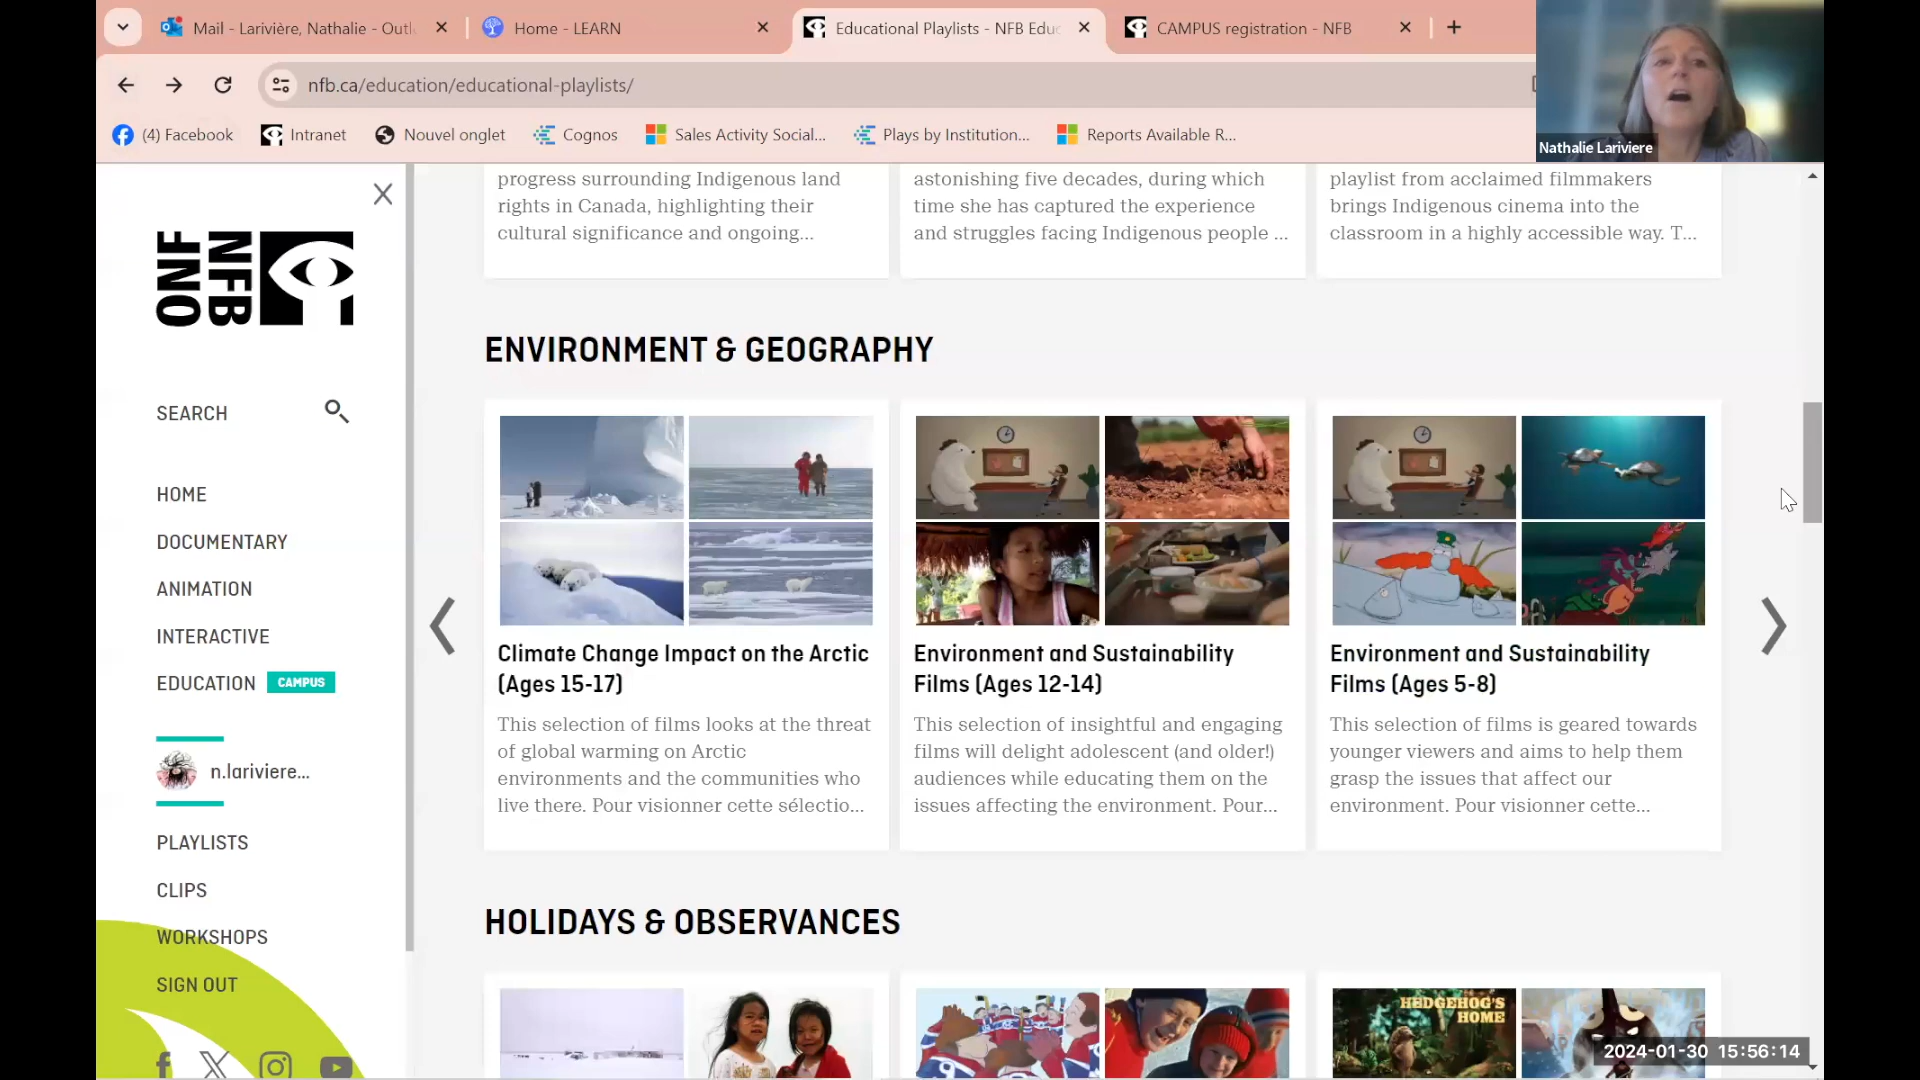 Mail - Larivière, Nathalie - Outl
Home - LEARN
Educational Playlists - NFB Educ
CAMPUS registration - NFB
nfb.ca/education/educational-playlists/
(4) Facebook
Intranet
Nouvel onglet
Cognos
Sales Activity Social...
Plays by Institution...
Reports Available R...
Nathalie Lariviere
ONF
NFB
SEARCH
HOME
DOCUMENTARY
ANIMATION
INTERACTIVE
EDUCATION CAMPUS
n.lariviere...
PLAYLISTS
CLIPS
WORKSHOPS
SIGN OUT
progress surrounding Indigenous land
rights in Canada, highlighting their
cultural significance and ongoing...
astonishing five decades, during which
time she has captured the experience
and struggles facing Indigenous people ...
playlist from acclaimed filmmakers
brings Indigenous cinema into the
classroom in a highly accessible way. T...
ENVIRONMENT & GEOGRAPHY
Climate Change Impact on the Arctic
(Ages 15-17)
This selection of films looks at the threat
of global warming on Arctic
environments and the communities who
live there. Pour visionner cette sélectio...
Environment and Sustainability
Films (Ages 12-14)
This selection of insightful and engaging
films will delight adolescent (and older!)
audiences while educating them on the
issues affecting the environment. Pour...
Environment and Sustainability
Films (Ages 5-8)
This selection of films is geared towards
younger viewers and aims to help them
grasp the issues that affect our
environment. Pour visionner cette...
HOLIDAYS & OBSERVANCES
HEDGEHOG'S
HOME
2024-01-30 15:56:14